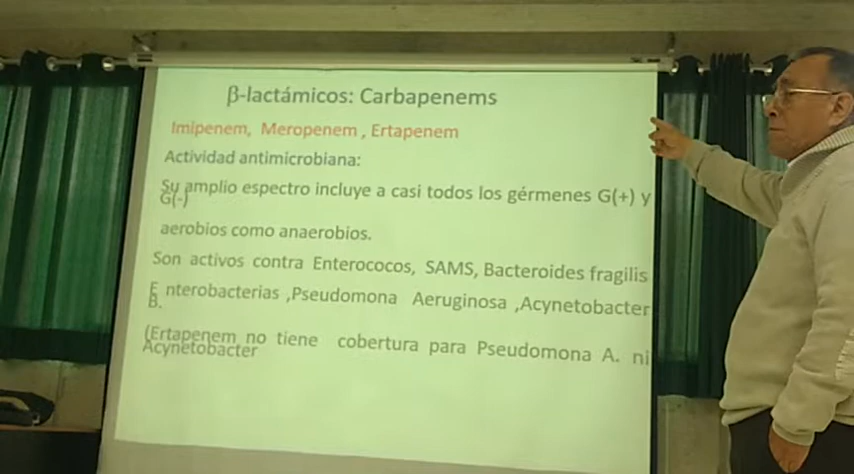 β-lactámicos: Carbapenems
Imipenem, Meropenem , Ertapenem
Actividad antimicrobiana:
Su amplio espectro incluye a casi todos los gérmenes G(+) y
G(-)
aerobios como anaerobios.
Son activos contra Enterococos, SAMS, Bacteroides fragilis
E nterobacterias ,Pseudomona Aeruginosa ,Acynetobacter
B.
(Ertapenem no tiene cobertura para Pseudomona A. ni
Acynetobacter